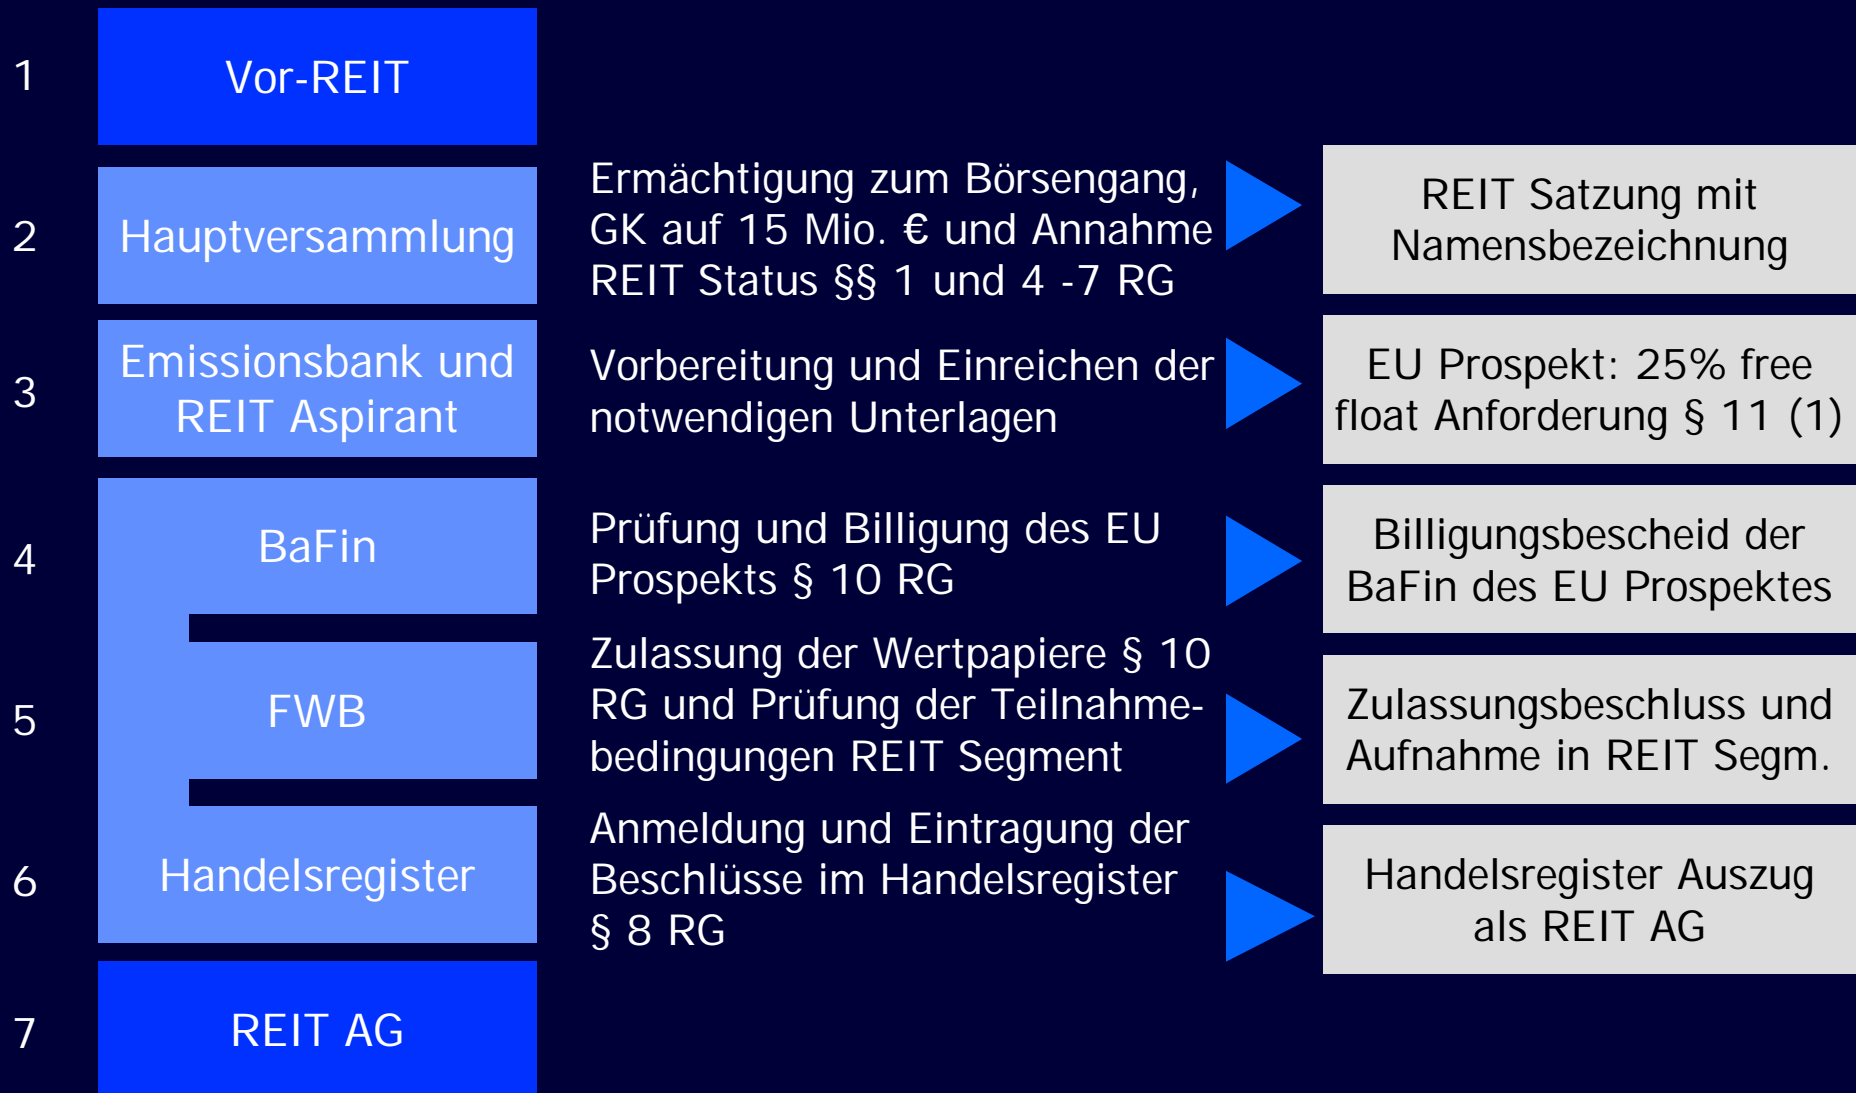 1
Vor-REIT
2
Hauptversammlung
Ermächtigung zum Börsengang,
GK auf 15 Mio. € und Annahme
REIT Status §§ 1 und 4 -7 RG
REIT Satzung mit
Namensbezeichnung
3
Emissionsbank und
REIT Aspirant
Vorbereitung und Einreichen der
notwendigen Unterlagen
EU Prospekt: 25% free
float Anforderung § 11 (1)
4
BaFin
Prüfung und Billigung des EU
Prospekts § 10 RG
Billigungsbescheid der
BaFin des EU Prospektes
5
FWB
Zulassung der Wertpapiere § 10
RG und Prüfung der Teilnahme-
bedingungen REIT Segment
Zulassungsbeschluss und
Aufnahme in REIT Segm.
6
Handelsregister
Anmeldung und Eintragung der
Beschlüsse im Handelsregister
§ 8 RG
Handelsregister Auszug
als REIT AG
7
REIT AG